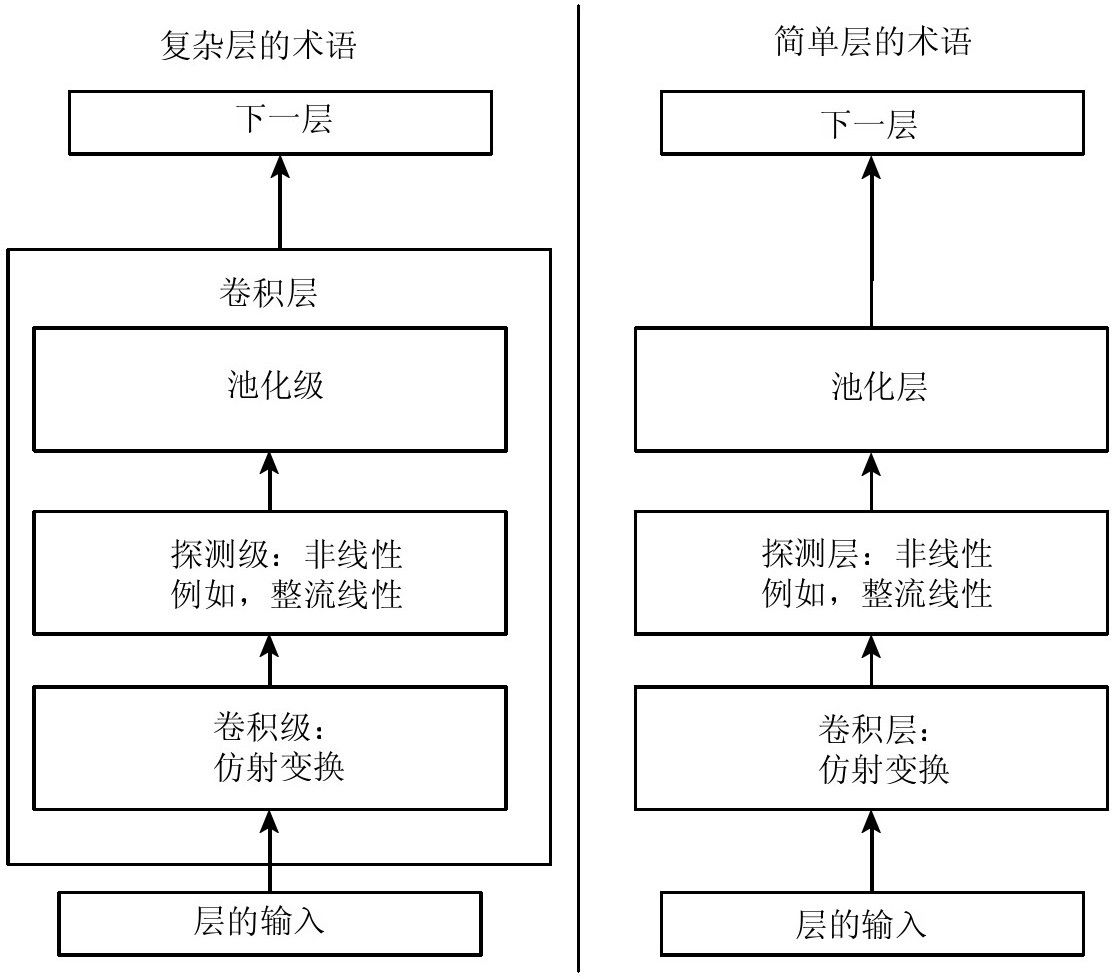 复杂层的术语
下一层
卷积层
池化级
探测级：非线性
例如，整流线性
卷积级：
仿射变换
层的输入
简单层的术语
下一层
池化层
探测层：非线性
例如，整流线性
卷积层：
仿射变换
层的输入